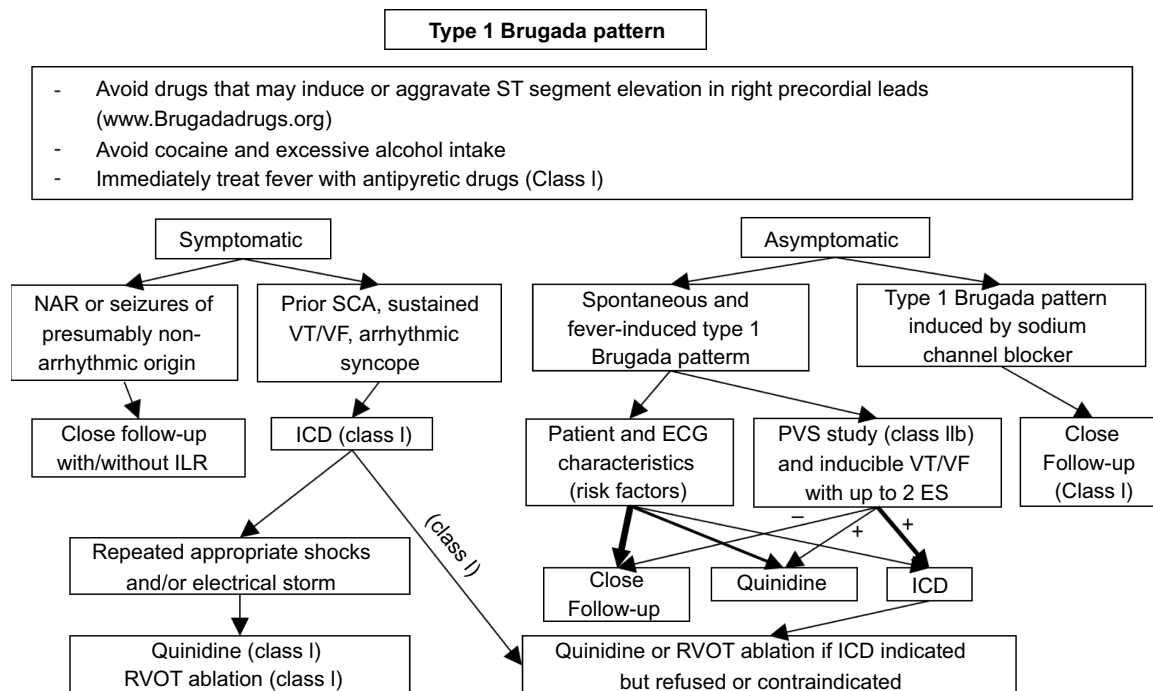 Type 1 Brugada pattern
- Avoid drugs that may induce or aggravate ST segment elevation in right precordial leads
(www.Brugadadrugs.org)
- Avoid cocaine and excessive alcohol intake
- Immediately treat fever with antipyretic drugs (Class I)
Symptomatic
Asymptomatic
NAR or seizures of
presumably non-
arrhythmic origin
Prior SCA, sustained
VT/VF, arrhythmic
syncope
Spontaneous and
fever-induced type 1
Brugada patterm
Type 1 Brugada pattern
induced by sodium
channel blocker
Close follow-up
with/without ILR
ICD (class I)
Patient and ECG
characteristics
(risk factors)
PVS study (class IIb)
and inducible VT/VF
with up to 2 ES
Close
Follow-up
(Class I)
(class I)
–
+
+
Repeated appropriate shocks
and/or electrical storm
Close
Follow-up
Quinidine
ICD
Quinidine (class I)
RVOT ablation (class I)
Quinidine or RVOT ablation if ICD indicated
but refused or contraindicated